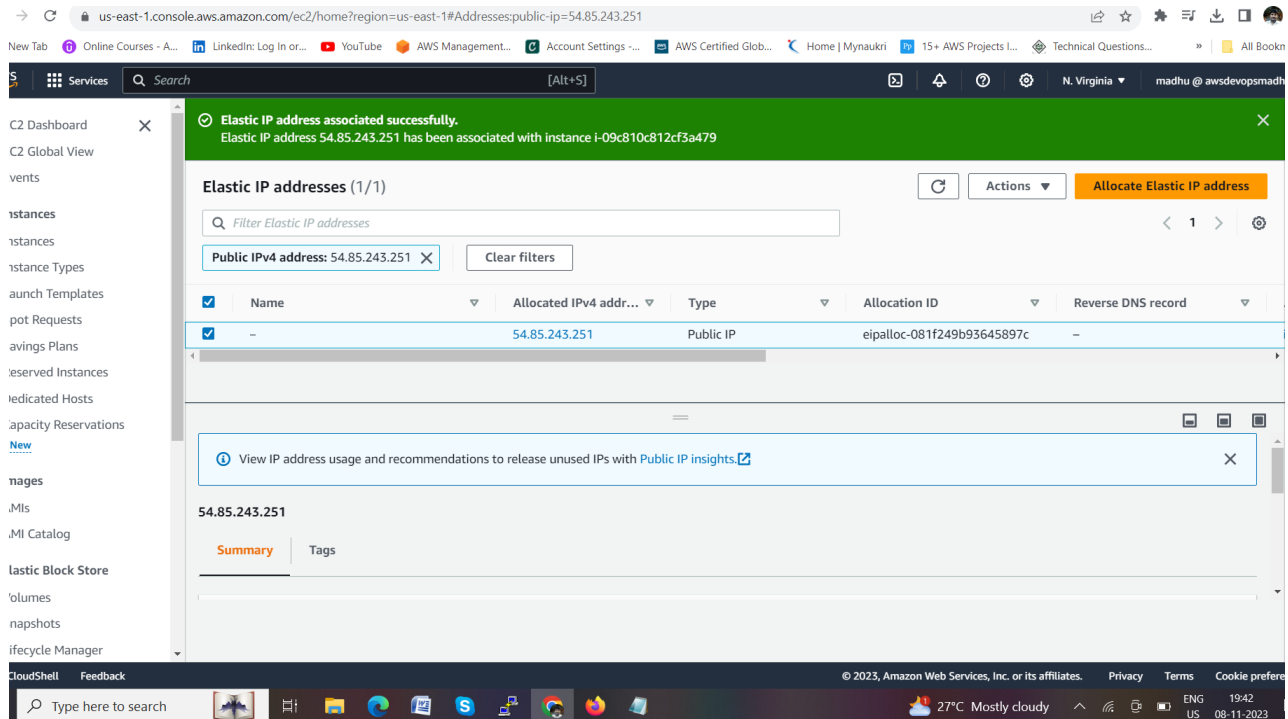 us-east-1.console.aws.amazon.com/ec2/home?region=us-east-1#Addresses:public-ip=54.85.243.251
New Tab Online Courses - A... LinkedIn: Log In or... YouTube AWS Management... Account Settings -... AWS Certified Glob... Home | Mynaukri 15+ AWS Projects I... Technical Questions... » All Bookn
Services Search [Alt+S] N. Virginia ▼ madhu @ awsdevopsmadh
C2 Dashboard
C2 Global View
vents
nstances
nstances
nstance Types
aunch Templates
pot Requests
avings Plans
eserved Instances
edicated Hosts
apacity Reservations
New
mages
MIs
MI Catalog
lastic Block Store
olumes
napshots
ifecycle Manager
Elastic IP address associated successfully.
Elastic IP address 54.85.243.251 has been associated with instance i-09c810c812cf3a479
Elastic IP addresses (1/1)
Actions ▼
Allocate Elastic IP address
Filter Elastic IP addresses
< 1 >
Public IPv4 address: 54.85.243.251
Clear filters
Name Allocated IPv4 addr... Type Allocation ID Reverse DNS record
– 54.85.243.251 Public IP eipalloc-081f249b93645897c –
View IP address usage and recommendations to release unused IPs with Public IP insights.
54.85.243.251
Summary Tags
CloudShell Feedback © 2023, Amazon Web Services, Inc. or its affiliates. Privacy Terms Cookie prefere
Type here to search 27°C Mostly cloudy ENG 19:42
US 08-11-2023